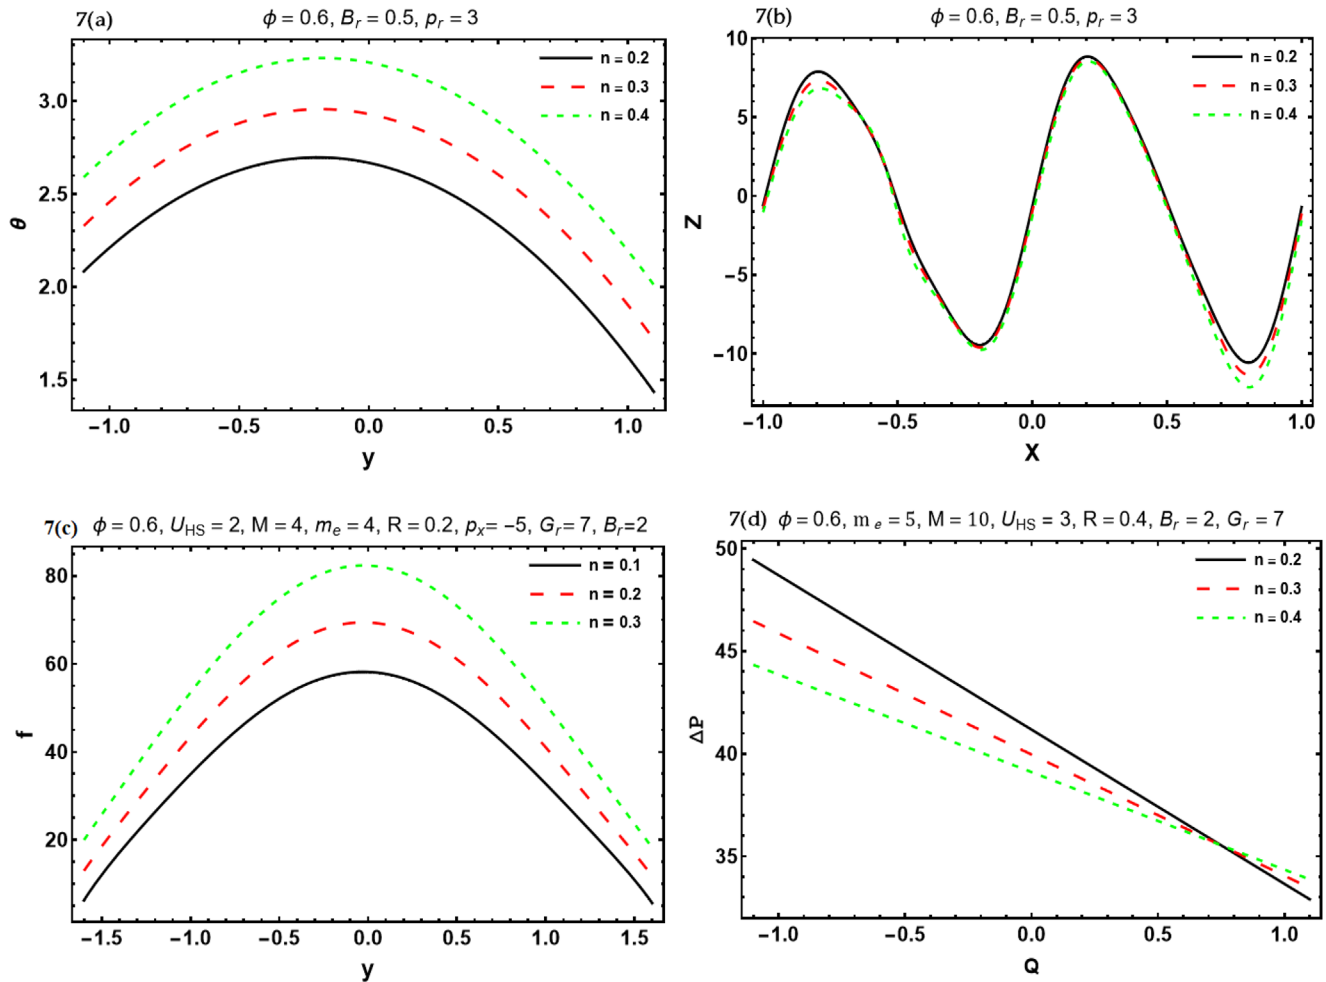 7(a) ϕ = 0.6, B_r = 0.5, p_r = 3
n = 0.2
n = 0.3
n = 0.4
3.0
2.5
2.0
1.5
θ
−1.0 −0.5 0.0 0.5 1.0
y
7(b) ϕ = 0.6, B_r = 0.5, p_r = 3
n = 0.2
n = 0.3
n = 0.4
10
5
0
−5
−10
Z
−1.0 −0.5 0.0 0.5 1.0
X
7(c) ϕ = 0.6, U_HS = 2, M = 4, m_e = 4, R = 0.2, p_x = −5, G_r = 7, B_r = 2
n = 0.1
n = 0.2
n = 0.3
80
60
40
20
f
−1.5 −1.0 −0.5 0.0 0.5 1.0 1.5
y
7(d) ϕ = 0.6, m_e = 5, M = 10, U_HS = 3, R = 0.4, B_r = 2, G_r = 7
n = 0.2
n = 0.3
n = 0.4
50
45
40
35
ΔP
−1.0 −0.5 0.0 0.5 1.0
Q